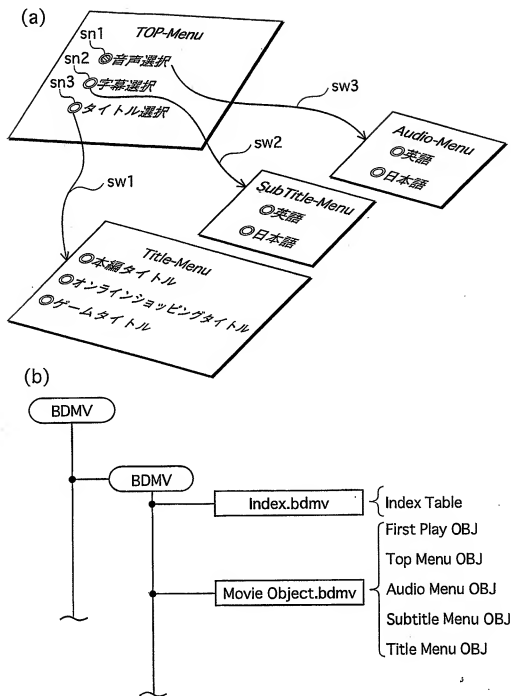 (a)
TOP-Menu
sn1
◎音声選択
sn2
◎字幕選択
sn3
◎タイトル選択
sw3
sw2
sw1
Audio-Menu
◎英語
◎日本語
SubTitle-Menu
◎英語
◎日本語
Title-Menu
◎本編タイトル
◎オンラインショッピングタイトル
◎ゲームタイトル
(b)
BDMV
BDMV
Index.bdmv
Index Table
Movie Object.bdmv
First Play OBJ
Top Menu OBJ
Audio Menu OBJ
Subtitle Menu OBJ
Title Menu OBJ